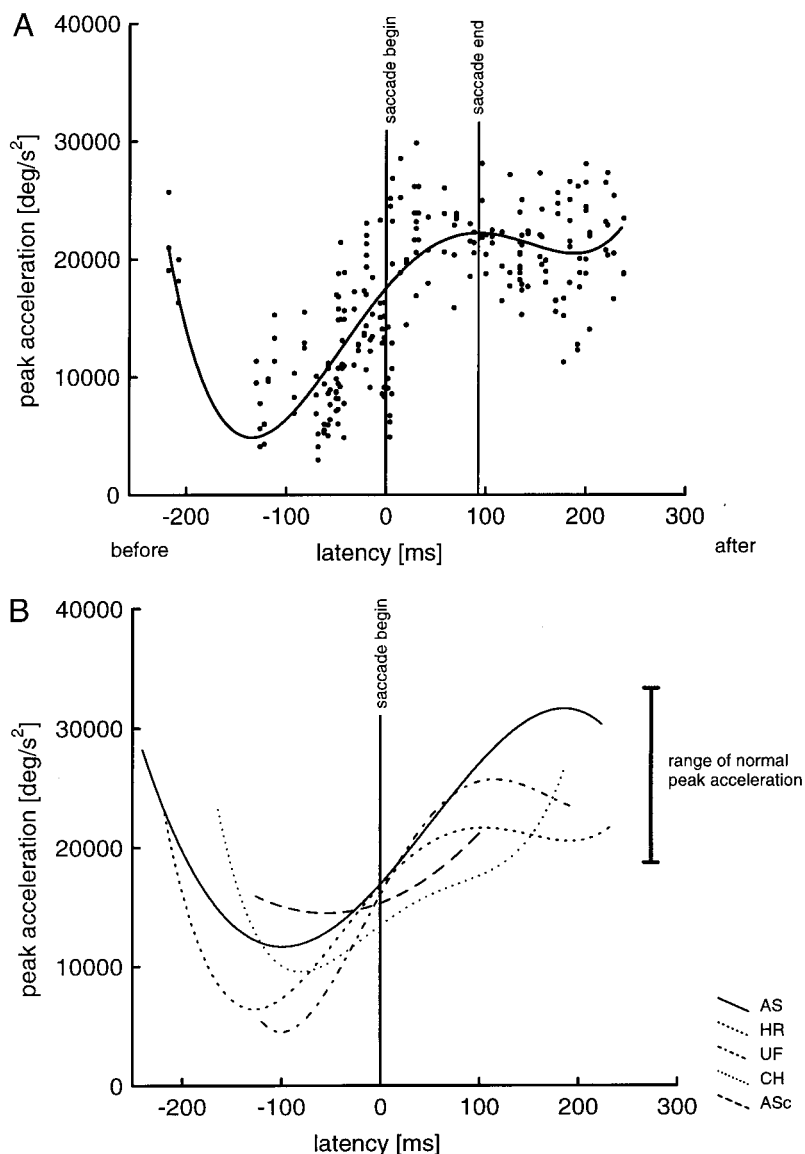 A
40000
30000
20000
10000
0
peak acceleration [deg/s²]
saccade begin
saccade end
-200
-100
0
100
200
300
before
latency [ms]
after
B
40000
30000
20000
10000
0
peak acceleration [deg/s²]
saccade begin
range of normal
peak acceleration
-200
-100
0
100
200
300
latency [ms]
AS
HR
UF
CH
ASc